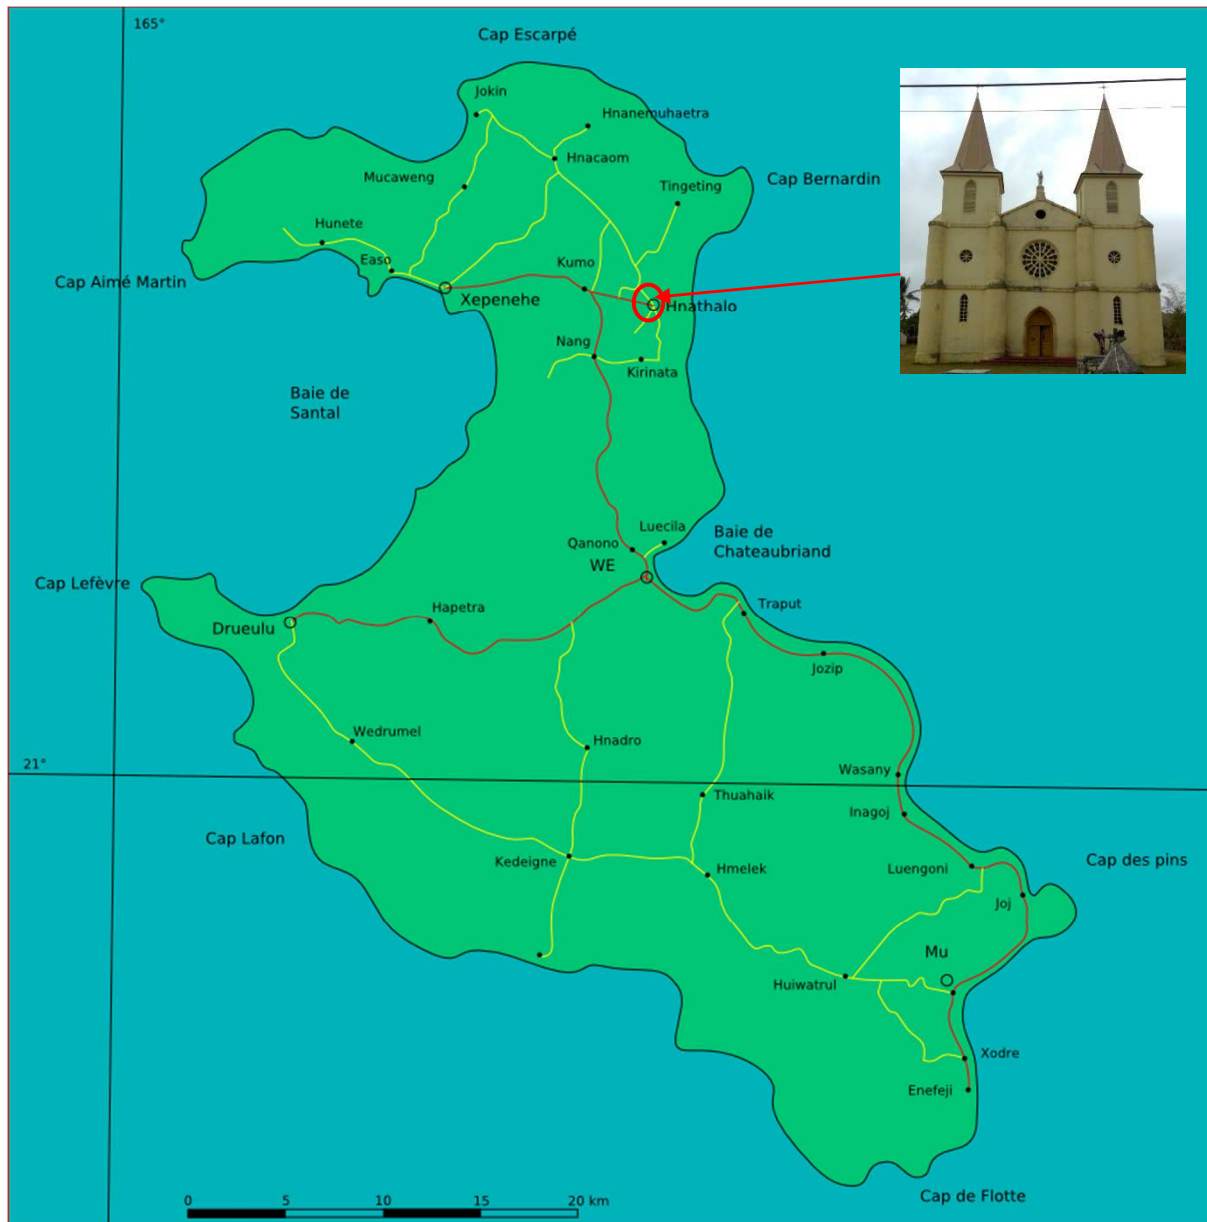 165°
Cap Escarpé
Jokin
Hnanemuhaetra
Hnacaom
Mucaweng
Tingeting
Cap Bernardin
Hunete
Easo
Kumo
Cap Aimé Martin
Xepenehe
Hnathalo
Nang
Kirinata
Baie de
Santal
Luecila
Qanono
Baie de
Chateaubriand
WE
Cap Lefèvre
Hapetra
Traput
Drueulu
Jozip
Wedrumel
Hnadro
21°
Wasany
Thuahaik
Inagoj
Cap Lafon
Kedeigne
Hmelek
Luengoni
Cap des pins
Joj
Mu
Huiwatrul
Xodre
Enefeji
0 5 10 15 20 km
Cap de Flotte